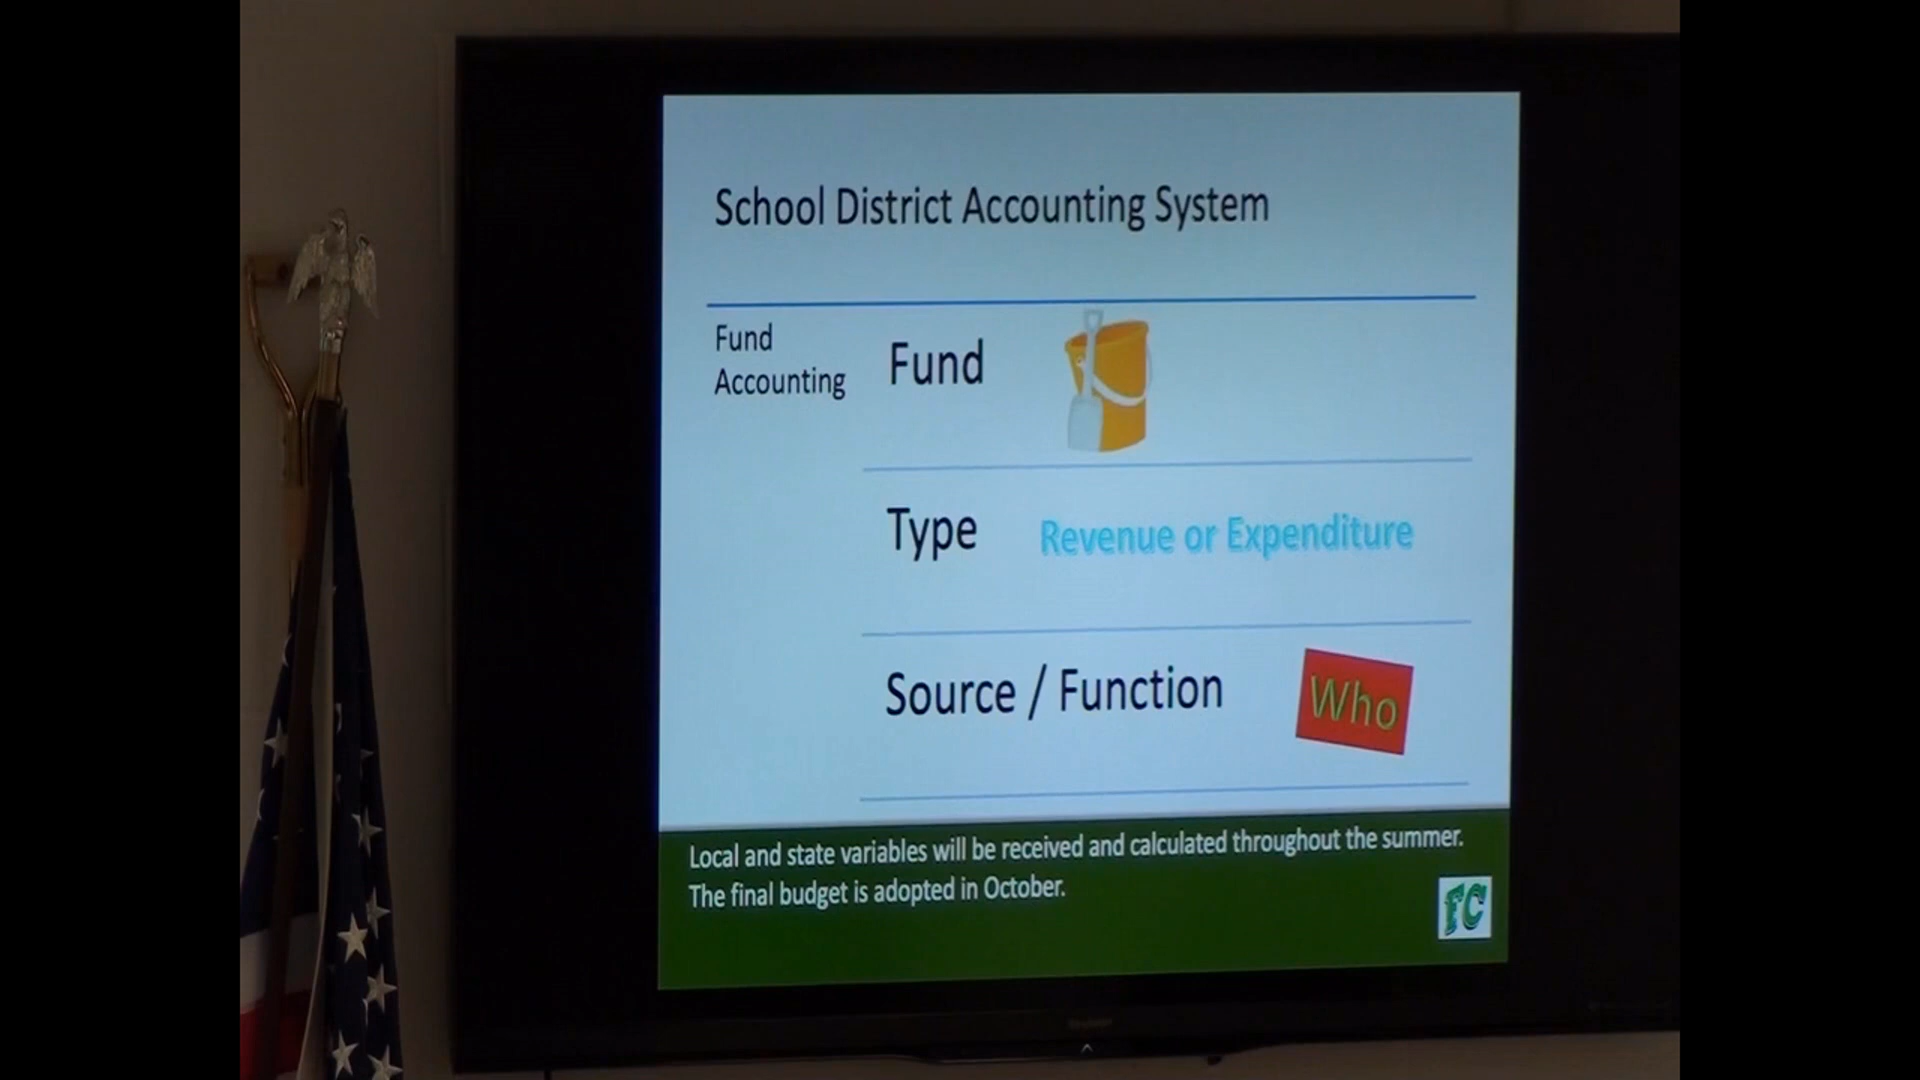 School District Accounting System
Fund
Accounting
Fund
Type
Revenue or Expenditure
Source / Function
Who
Local and state variables will be received and calculated throughout the summer.
The final budget is adopted in October.
FC